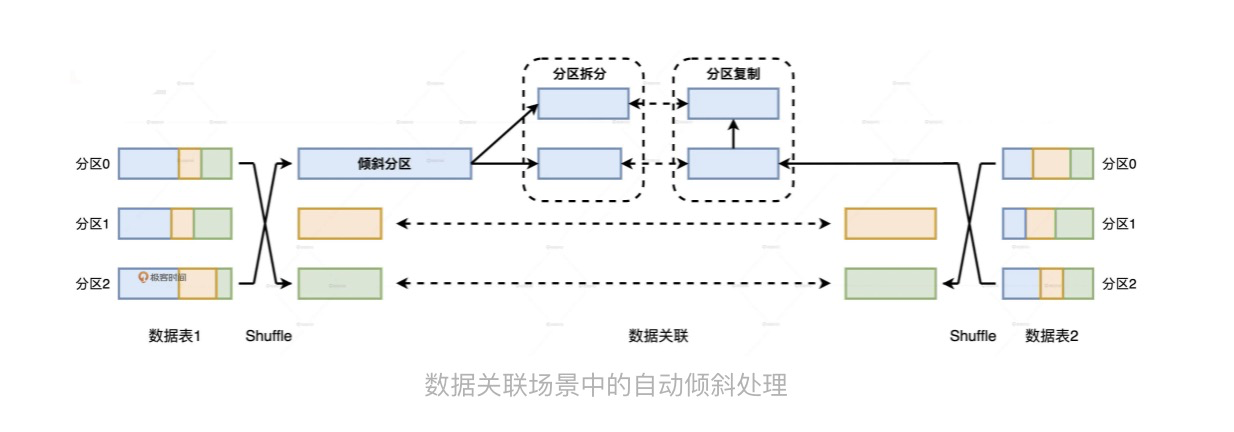 分区拆分
分区复制
分区0
倾斜分区
分区0
分区1
分区1
分区2
极客时间
分区2
数据表1
Shuffle
数据关联
Shuffle
数据表2
数据关联场景中的自动倾斜处理